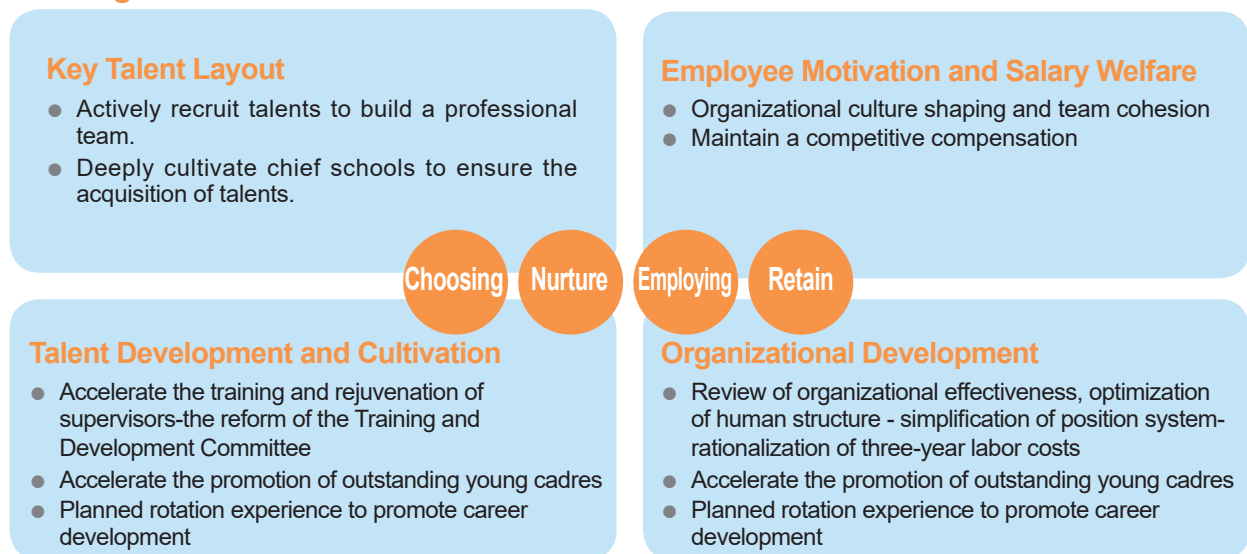 Key Talent Layout
● Actively recruit talents to build a professional
team.
● Deeply cultivate chief schools to ensure the
acquisition of talents.
Employee Motivation and Salary Welfare
● Organizational culture shaping and team cohesion
● Maintain a competitive compensation
Choosing
Nurture
Employing
Retain
Talent Development and Cultivation
● Accelerate the training and rejuvenation of
supervisors-the reform of the Training and
Development Committee
● Accelerate the promotion of outstanding young cadres
● Planned rotation experience to promote career
development
Organizational Development
● Review of organizational effectiveness, optimization
of human structure - simplification of position system-
rationalization of three-year labor costs
● Accelerate the promotion of outstanding young cadres
● Planned rotation experience to promote career
development